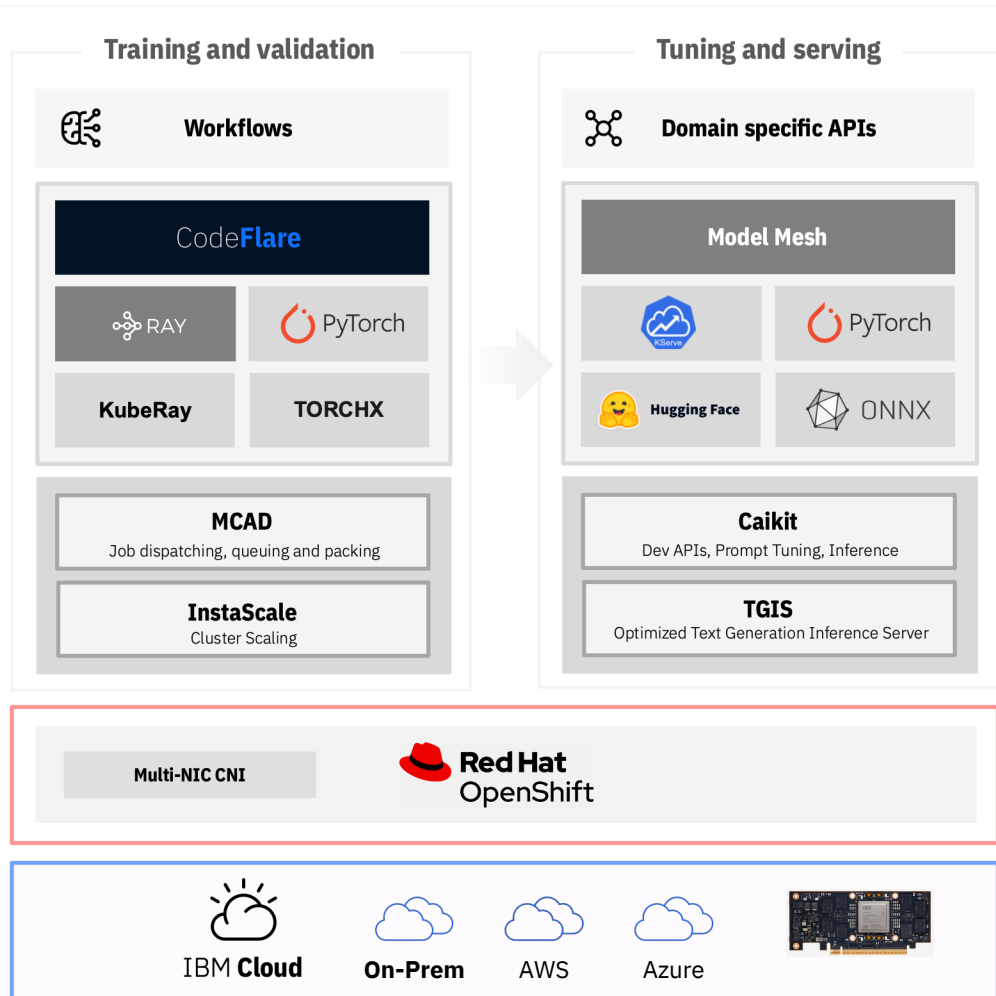 Training and validation
Workflows
CodeFlare
RAY
PyTorch
KubeRay
TORCHX
MCAD
Job dispatching, queuing and packing
InstaScale
Cluster Scaling
Tuning and serving
Domain specific APIs
Model Mesh
KServe
PyTorch
Hugging Face
ONNX
Caikit
Dev APIs, Prompt Tuning, Inference
TGIS
Optimized Text Generation Inference Server
Multi-NIC CNI
Red Hat
OpenShift
IBM Cloud
On-Prem
AWS
Azure